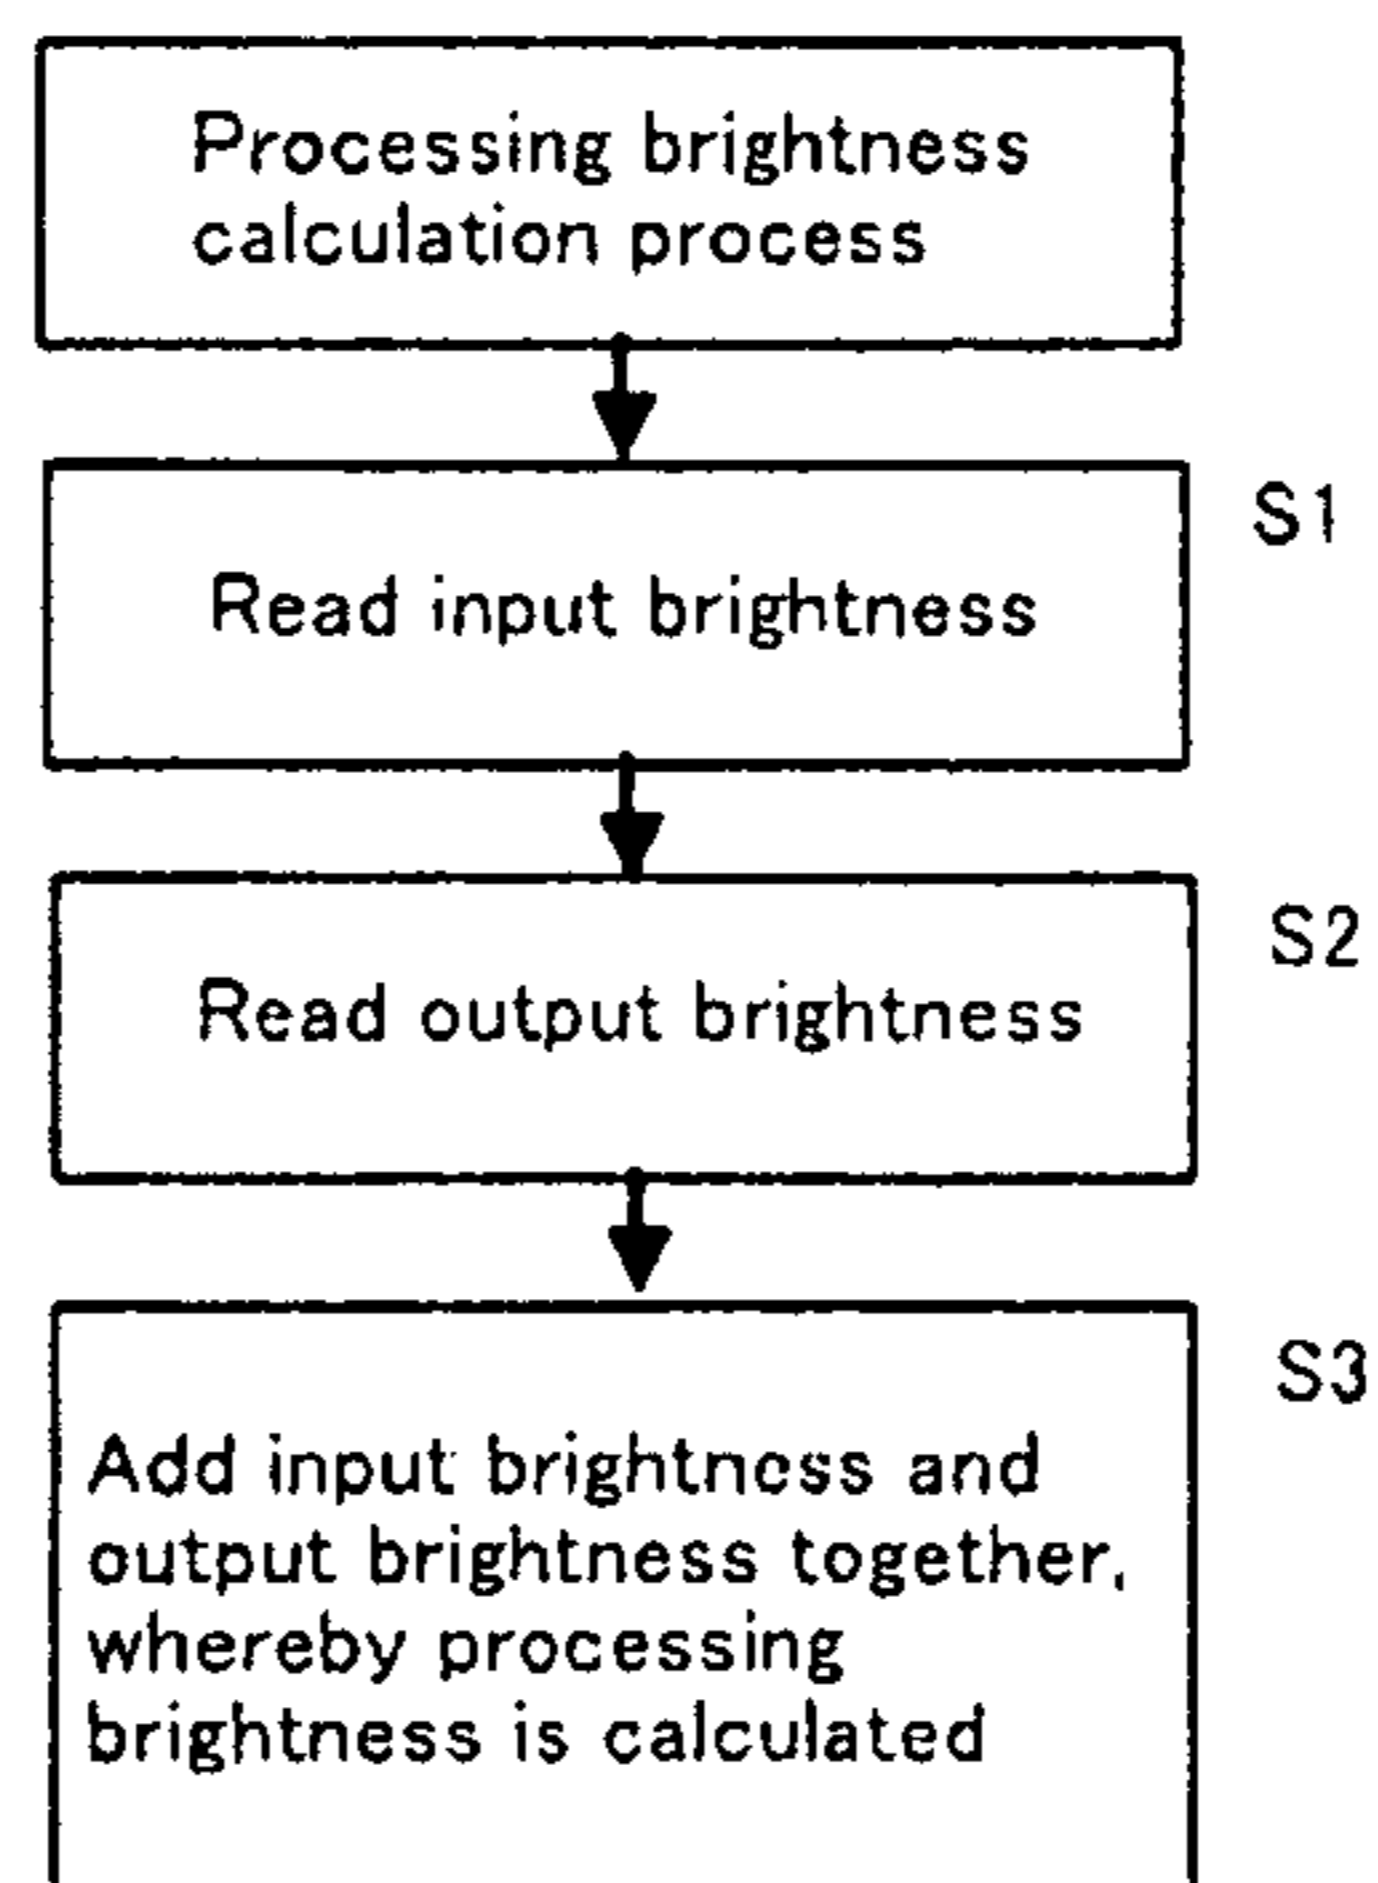 Processing brightness
calculation process
S1
Read input brightness
S2
Read output brightness
S3
Add input brightness and
output brightness together,
whereby processing
brightness is calculated